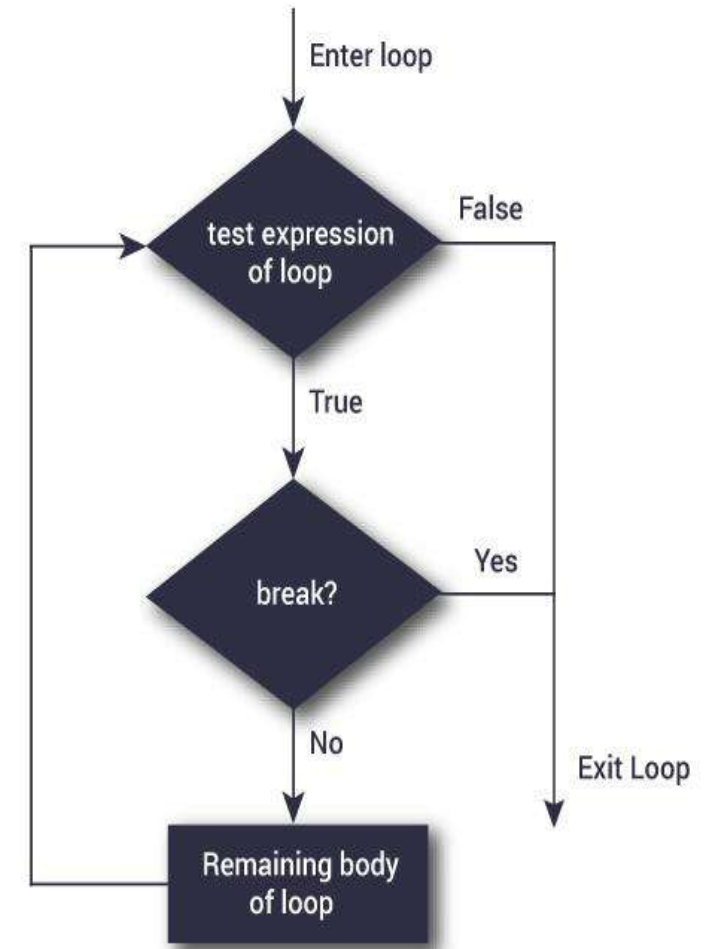 Enter loop
False
test expression
of loop
True
Yes
break?
No
Exit Loop
Remaining body
of loop